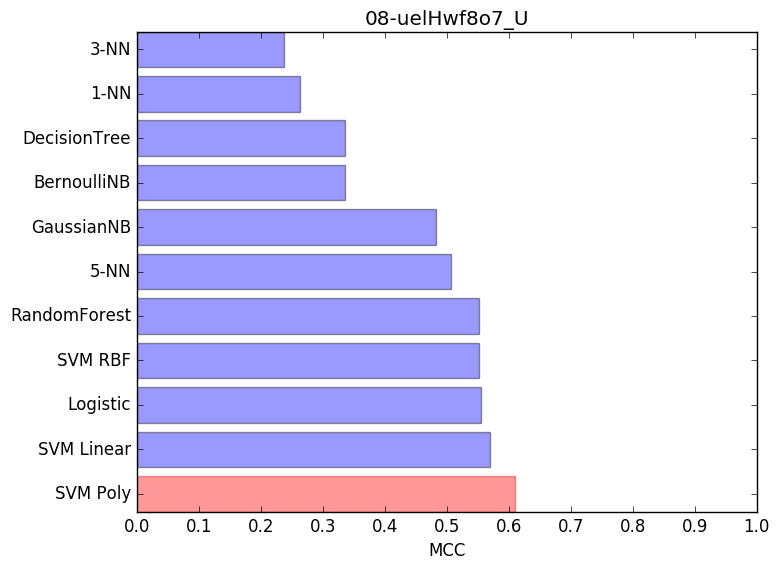 08-uelHwf8o7_U
3-NN
1-NN
DecisionTree
BernoulliNB
GaussianNB
5-NN
RandomForest
SVM RBF
Logistic
SVM Linear
SVM Poly
0.0 0.1 0.2 0.3 0.4 0.5 0.6 0.7 0.8 0.9 1.0
MCC